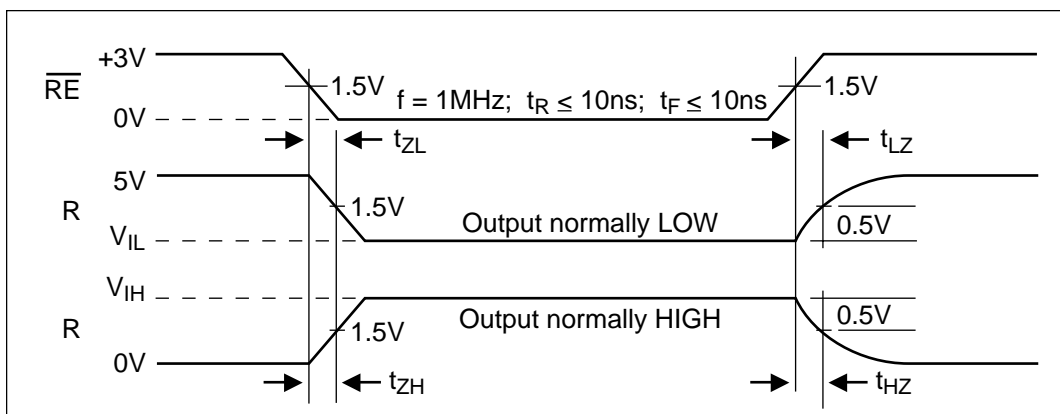 +3V
R̅E̅
1.5V
f = 1MHz; tR ≤ 10ns; tF ≤ 10ns
1.5V
0V
tZL
tLZ
5V
R
1.5V
Output normally LOW
0.5V
VIL
VIH
R
1.5V
Output normally HIGH
0.5V
0V
tZH
tHZ